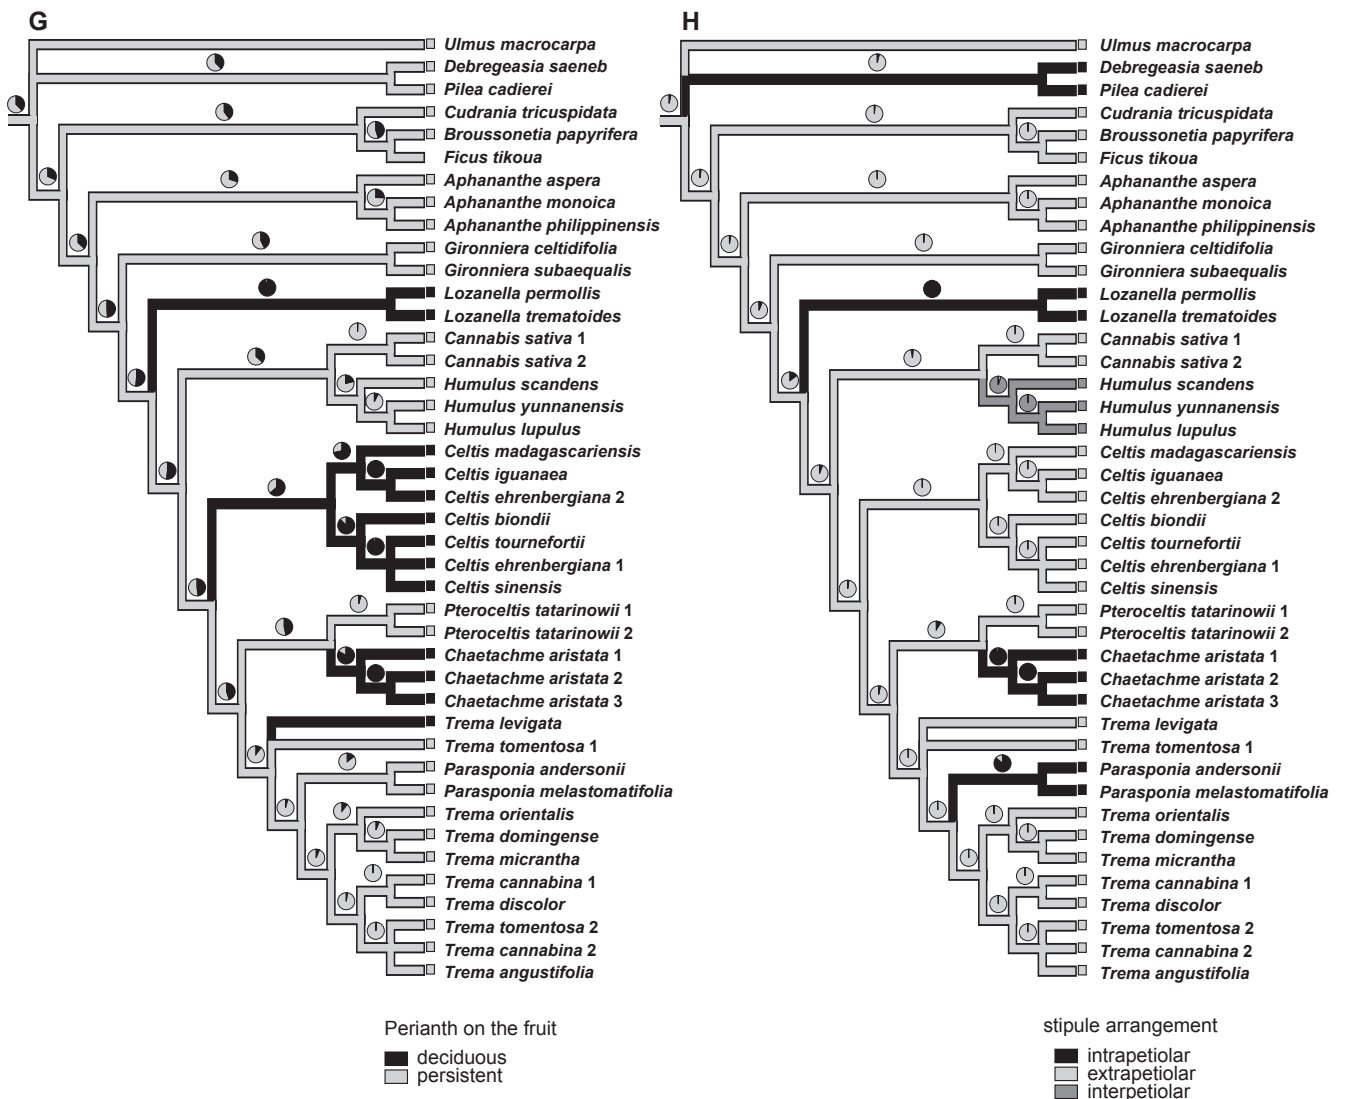 G
Ulmus macrocarpa
Debregeasia saeneb
Pilea cadierei
Cudrania tricuspidata
Broussonetia papyrifera
Ficus tikoua
Aphananthe aspera
Aphananthe monoica
Aphananthe philippinensis
Gironniera celtidifolia
Gironniera subaequalis
Lozanella permollis
Lozanella trematoides
Cannabis sativa 1
Cannabis sativa 2
Humulus scandens
Humulus yunnanensis
Humulus lupulus
Celtis madagascariensis
Celtis iguanaea
Celtis ehrenbergiana 2
Celtis biondii
Celtis tournefortii
Celtis ehrenbergiana 1
Celtis sinensis
Pteroceltis tatarinowii 1
Pteroceltis tatarinowii 2
Chaetachme aristata 1
Chaetachme aristata 2
Chaetachme aristata 3
Trema levigata
Trema tomentosa 1
Parasponia andersonii
Parasponia melastomatifolia
Trema orientalis
Trema domingense
Trema micrantha
Trema cannabina 1
Trema discolor
Trema tomentosa 2
Trema cannabina 2
Trema angustifolia
Perianth on the fruit
deciduous
persistent
H
Ulmus macrocarpa
Debregeasia saeneb
Pilea cadierei
Cudrania tricuspidata
Broussonetia papyrifera
Ficus tikoua
Aphananthe aspera
Aphananthe monoica
Aphananthe philippinensis
Gironniera celtidifolia
Gironniera subaequalis
Lozanella permollis
Lozanella trematoides
Cannabis sativa 1
Cannabis sativa 2
Humulus scandens
Humulus yunnanensis
Humulus lupulus
Celtis madagascariensis
Celtis iguanaea
Celtis ehrenbergiana 2
Celtis biondii
Celtis tournefortii
Celtis ehrenbergiana 1
Celtis sinensis
Pteroceltis tatarinowii 1
Pteroceltis tatarinowii 2
Chaetachme aristata 1
Chaetachme aristata 2
Chaetachme aristata 3
Trema levigata
Trema tomentosa 1
Parasponia andersonii
Parasponia melastomatifolia
Trema orientalis
Trema domingense
Trema micrantha
Trema cannabina 1
Trema discolor
Trema tomentosa 2
Trema cannabina 2
Trema angustifolia
stipule arrangement
intrapetiolar
extrapetiolar
interpetiolar